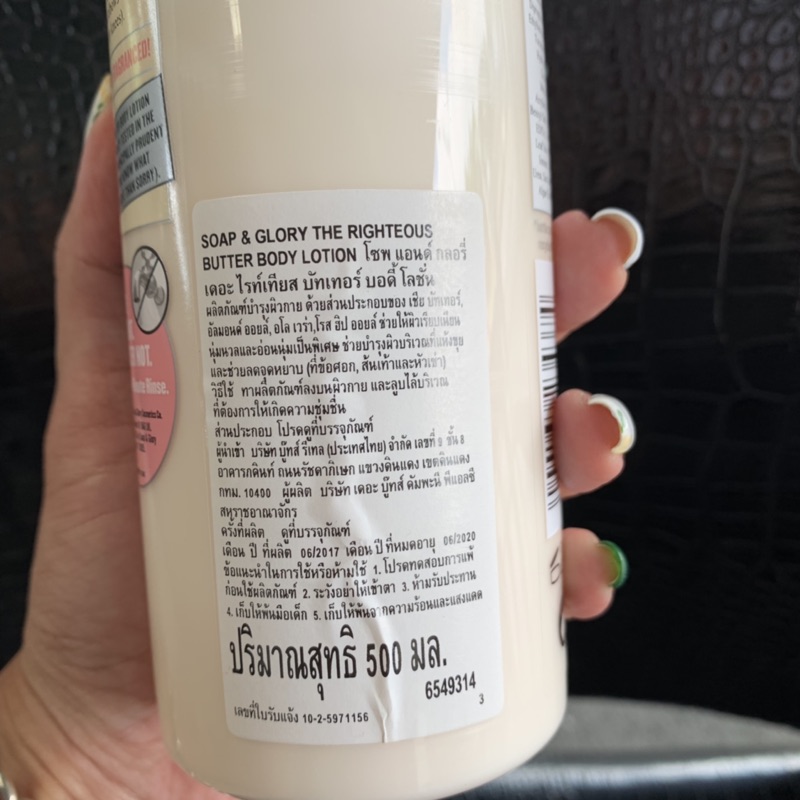 FRAGRANCED!
BODY LOTION
TESTED IN THE
PRUDENT
KNOW WHAT
THAN SORRY).
NOT.
Rinse.
SOAP & GLORY THE RIGHTEOUS
BUTTER BODY LOTION โซพ แอนด์ กลอรี่
เดอะ ไรท์เทียส บัทเทอร์ บอดี้ โลชั่น
ผลิตภัณฑ์บำรุงผิวกาย ด้วยส่วนประกอบของ เชีย บัทเทอร์,
อัลมอนด์ ออยล์, อโล เวร่า,โรส ฮิป ออยล์ ช่วยให้ผิวเรียบเนียน
นุ่มนวลและอ่อนนุ่มเป็นพิเศษ ช่วยบำรุงผิวบริเวณที่แห้งขุย
และช่วยลดจุดหยาบ (ที่ข้อศอก, ส้นเท้าและหัวเข่า)
วิธีใช้ ทาผลิตภัณฑ์ลงบนผิวกาย และลูบไล้บริเวณ
ที่ต้องการให้เกิดความชุ่มชื่น
ส่วนประกอบ โปรดดูที่บรรจุภัณฑ์
ผู้นำเข้า บริษัท บู๊ทส์ รีเทล (ประเทศไทย) จำกัด เลขที่ 9 ชั้น 8
อาคารภคินท์ ถนนรัชดาภิเษก แขวงดินแดง เขตดินแดง
กทม. 10400 ผู้ผลิต บริษัท เดอะ บู๊ทส์ คัมพะนี พีแอลซี
สหราชอาณาจักร
ครั้งที่ผลิต ดูที่บรรจุภัณฑ์
เดือน ปี ที่ผลิต 06/2017 เดือน ปี ที่หมดอายุ 06/2020
ข้อแนะนำในการใช้หรือห้ามใช้ 1. โปรดทดสอบการแพ้
ก่อนใช้ผลิตภัณฑ์ 2. ระวังอย่าให้เข้าตา 3. ห้ามรับประทาน
4. เก็บให้พ้นมือเด็ก 5. เก็บให้พ้นจากความร้อนและแสงแดด
ปริมาณสุทธิ 500 มล.
6549314
เลขที่ใบรับแจ้ง 10-2-5971156
3